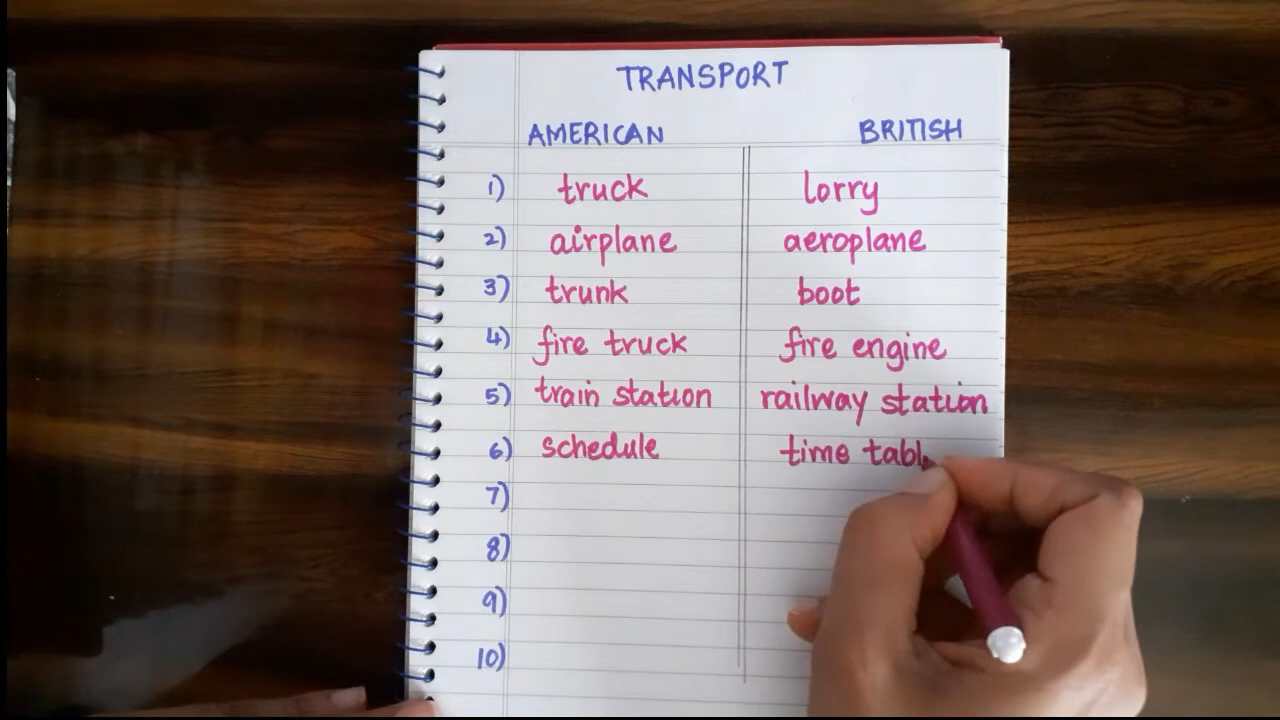 TRANSPORT
AMERICAN BRITISH
1) truck lorry
2) airplane aeroplane
3) trunk boot
4) fire truck fire engine
5) train station railway station
6) schedule time tabl
7)
8)
9)
10)